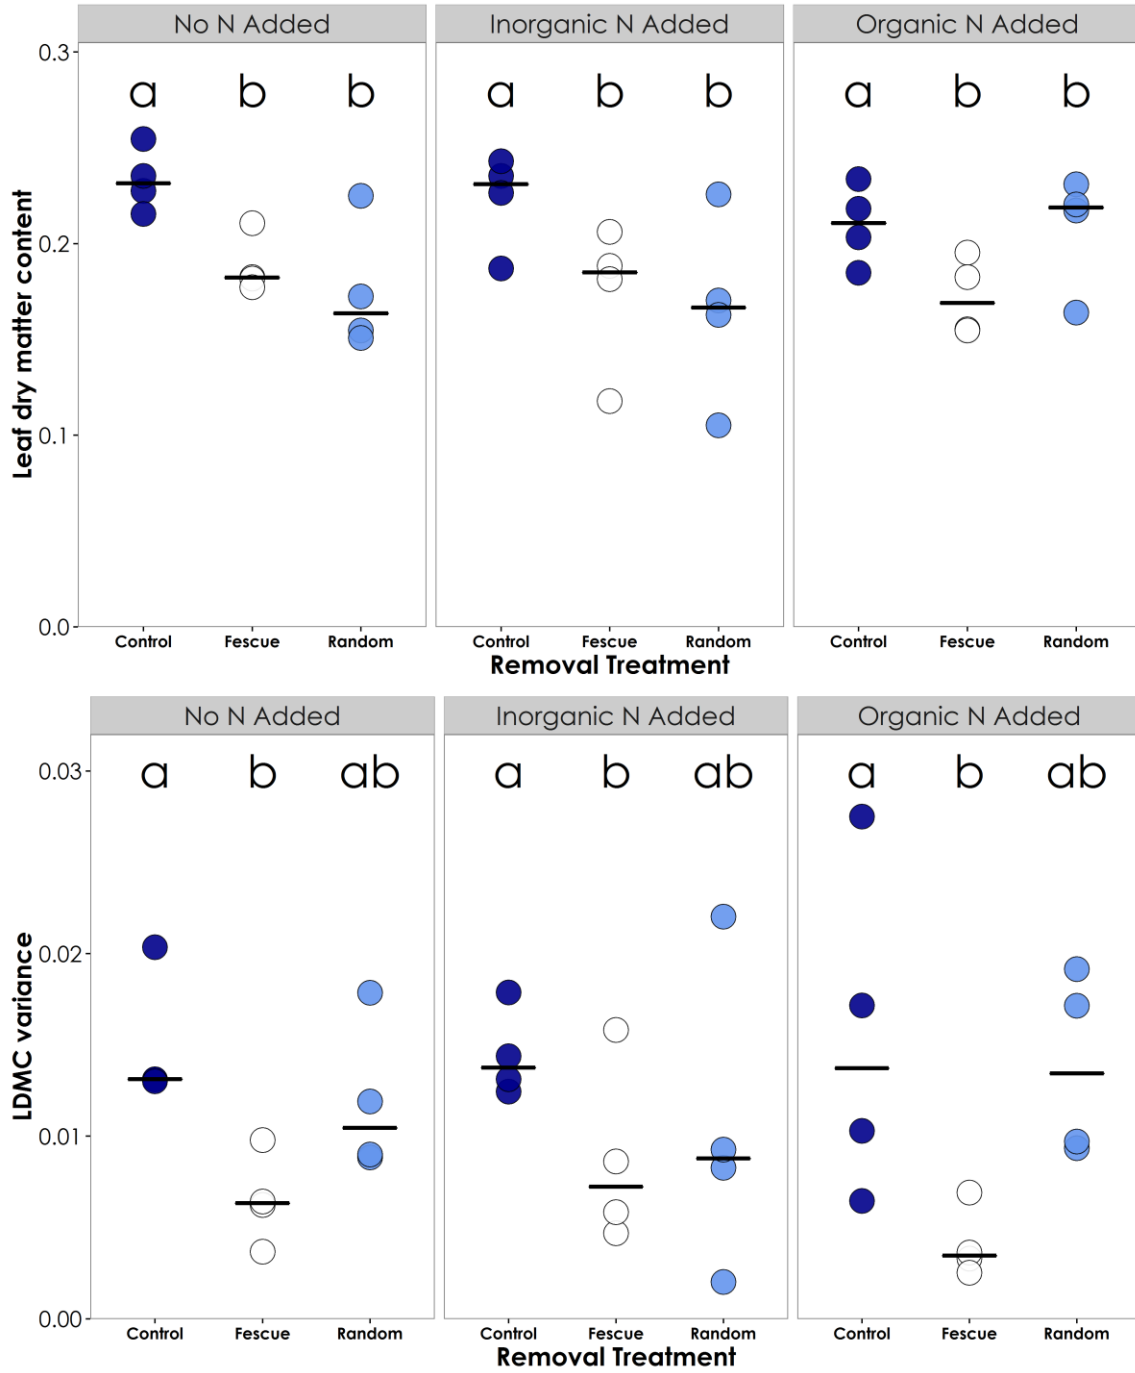 No N Added Inorganic N Added Organic N Added
0.3
a b b a b b a b b
0.2
0.1
0.0
Leaf dry matter content
Control Fescue Random Control Fescue Random Control Fescue Random
Removal Treatment
No N Added Inorganic N Added Organic N Added
0.03
a b ab a b ab a b ab
0.02
0.01
0.00
LDMC variance
Control Fescue Random Control Fescue Random Control Fescue Random
Removal Treatment